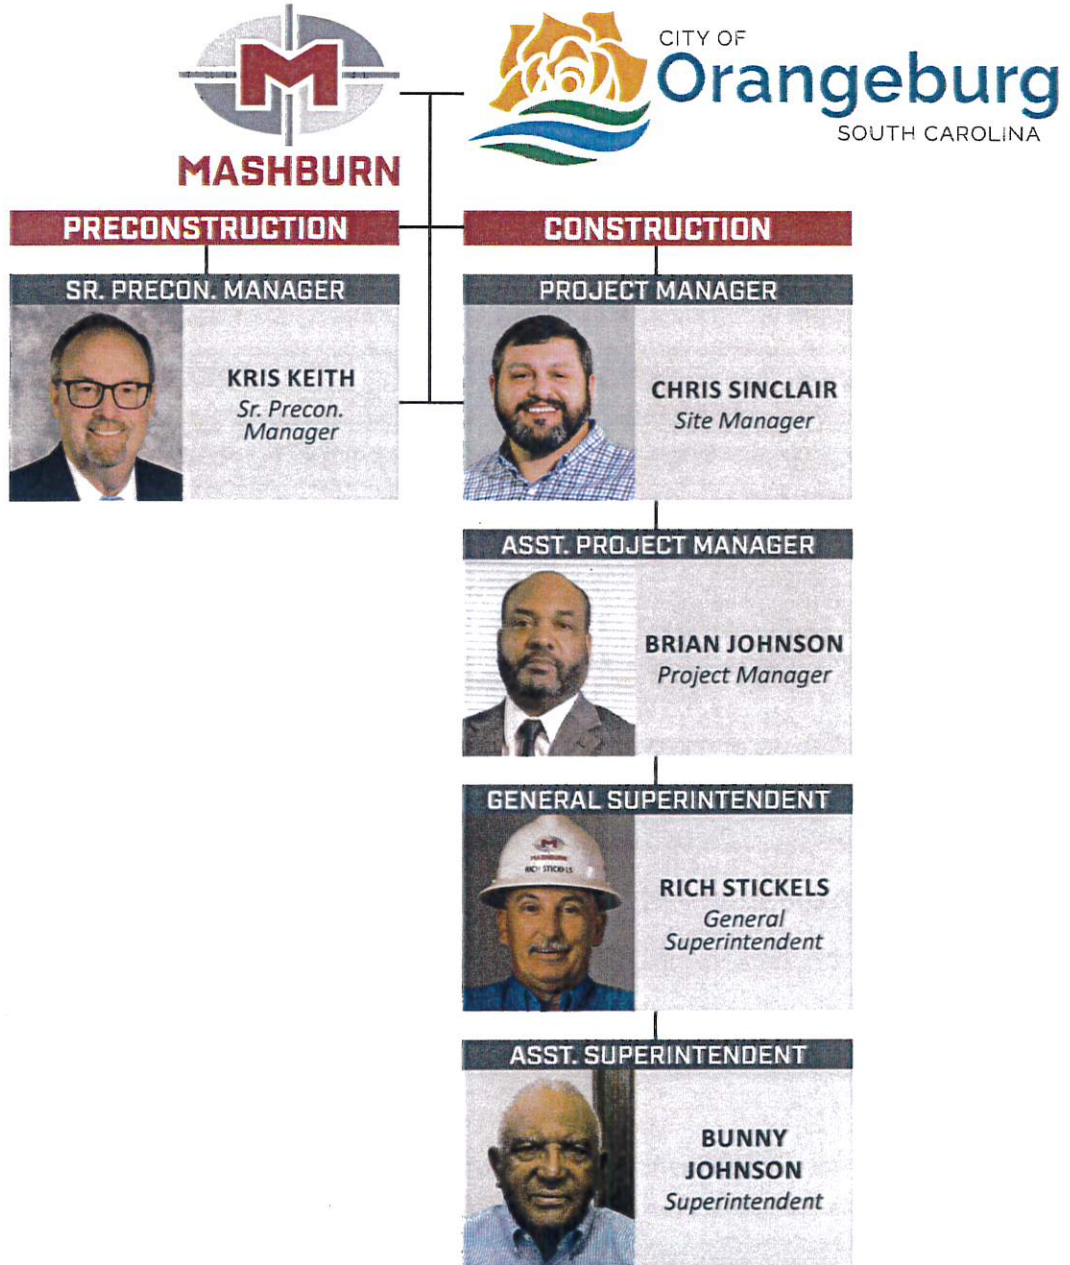 M
MASHBURN
CITY OF
Orangeburg
SOUTH CAROLINA
PRECONSTRUCTION
SR. PRECON. MANAGER
KRIS KEITH
Sr. Precon.
Manager
CONSTRUCTION
PROJECT MANAGER
CHRIS SINCLAIR
Site Manager
ASST. PROJECT MANAGER
BRIAN JOHNSON
Project Manager
GENERAL SUPERINTENDENT
M
MASHBURN
RICH STICKELS
RICH STICKELS
General
Superintendent
ASST. SUPERINTENDENT
BUNNY
JOHNSON
Superintendent